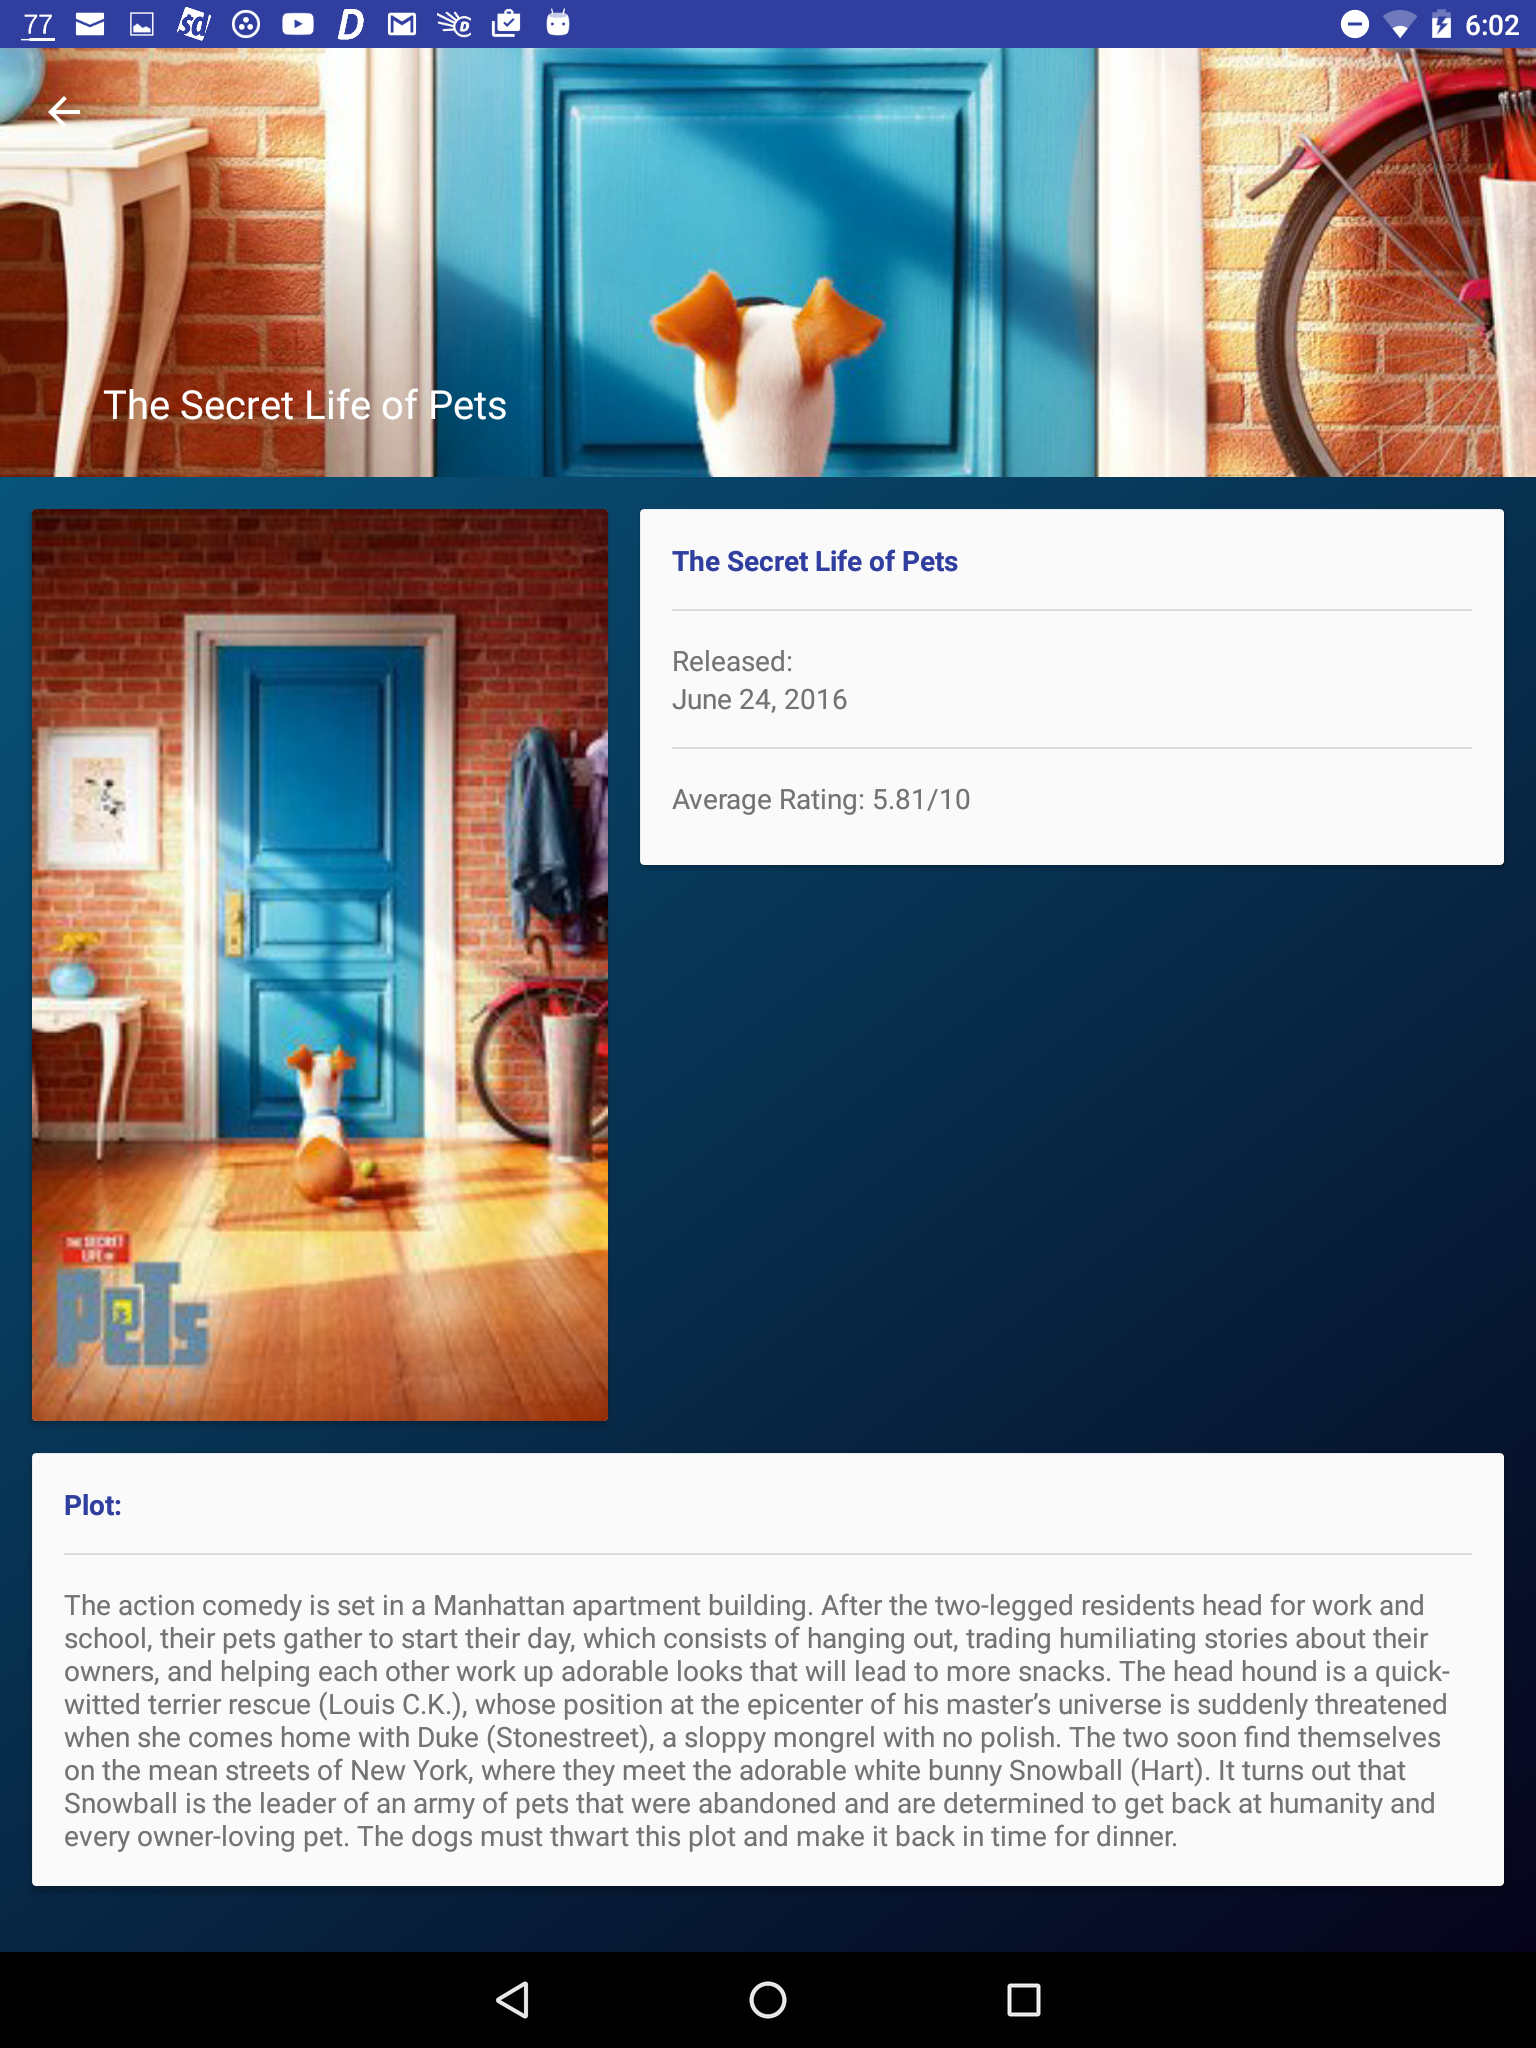 77
6:02
The Secret Life of Pets
The Secret Life of Pets
Released:
June 24, 2016
Average Rating: 5.81/10
THE SECRET
LIFE OF
PeTs
Plot:
The action comedy is set in a Manhattan apartment building. After the two-legged residents head for work and
school, their pets gather to start their day, which consists of hanging out, trading humiliating stories about their
owners, and helping each other work up adorable looks that will lead to more snacks. The head hound is a quick-
witted terrier rescue (Louis C.K.), whose position at the epicenter of his master’s universe is suddenly threatened
when she comes home with Duke (Stonestreet), a sloppy mongrel with no polish. The two soon find themselves
on the mean streets of New York, where they meet the adorable white bunny Snowball (Hart). It turns out that
Snowball is the leader of an army of pets that were abandoned and are determined to get back at humanity and
every owner-loving pet. The dogs must thwart this plot and make it back in time for dinner.